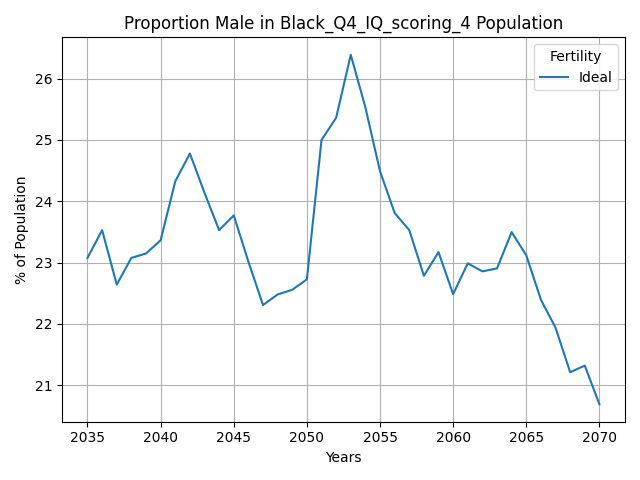 Proportion Male in Black_Q4_IQ_scoring_4 Population
Fertility
Ideal
% of Population
26
25
24
23
22
21
2035 2040 2045 2050 2055 2060 2065 2070
Years